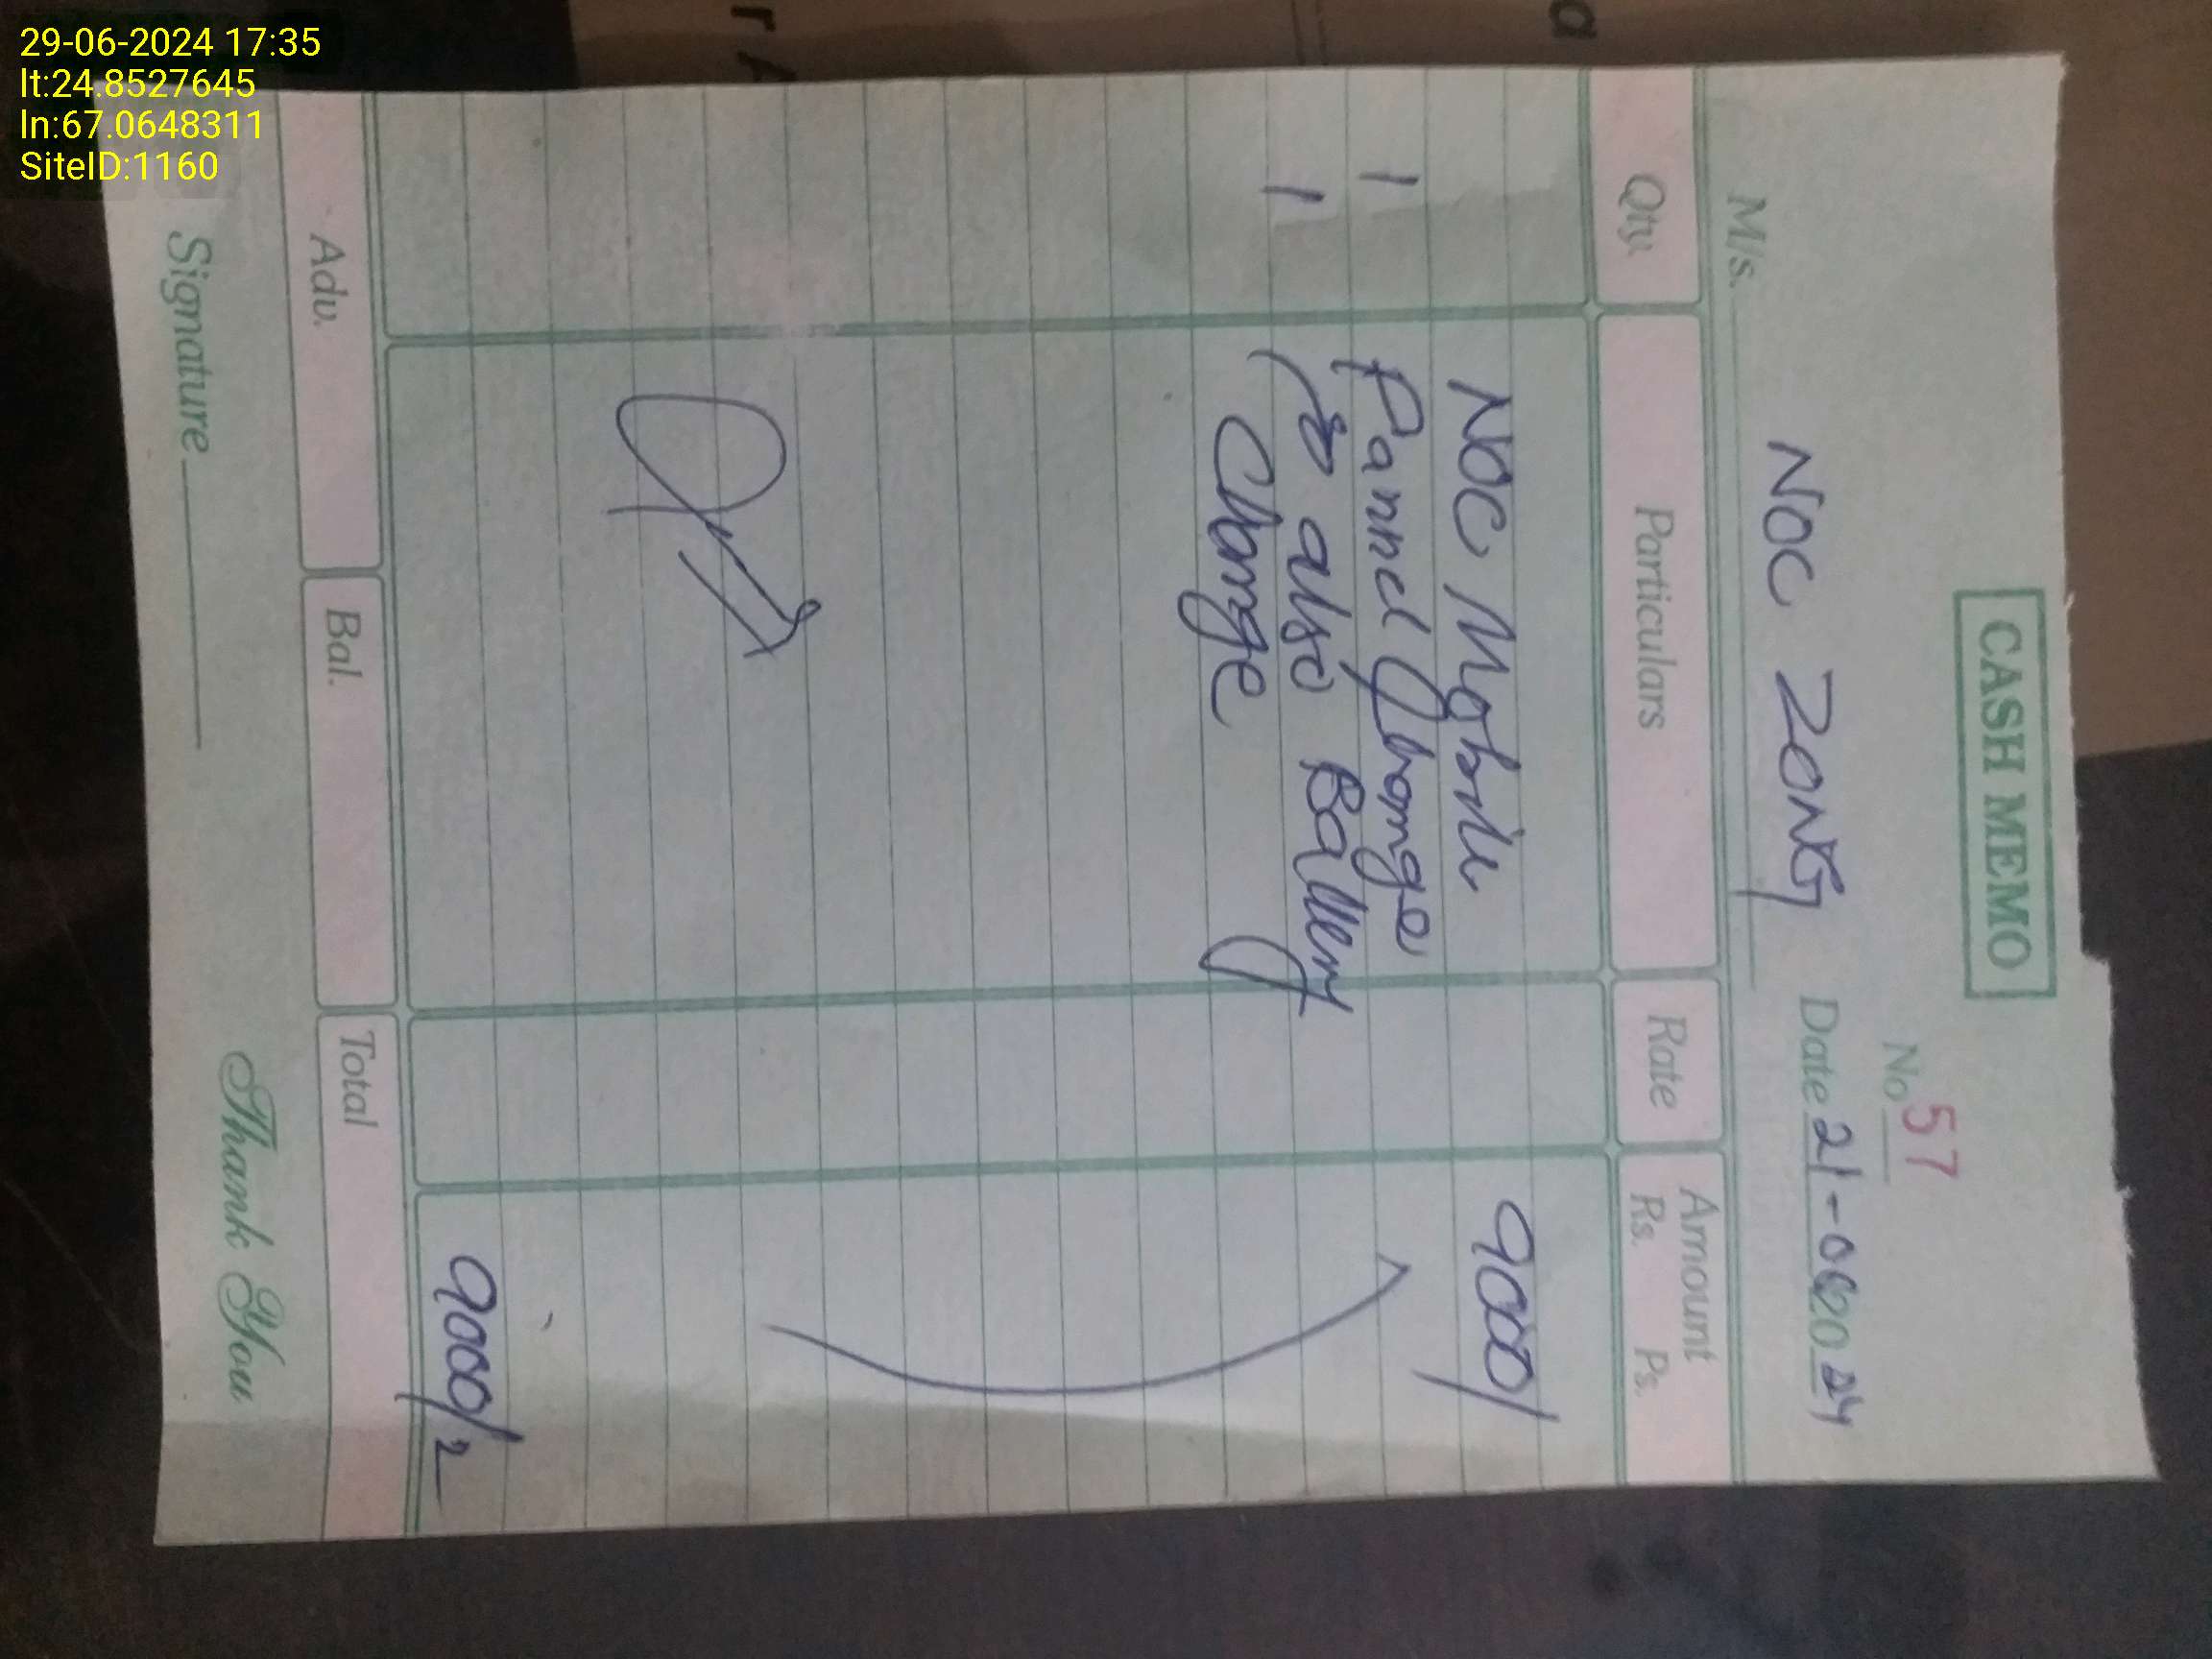 29-06-2024 17:35
lt:24.8527645
ln:67.0648311
SiteID:1160
CASH MEMO
No 57
M/s. NOC ZONG Date 21-062024
Qty. Particulars Rate Amount Rs. Ps.
NOC Mobile 9000/
1 Pannel Change
1 & also Battery
Change
9000/2
Adv. Bal. Total
Signature Thank You
r A
a